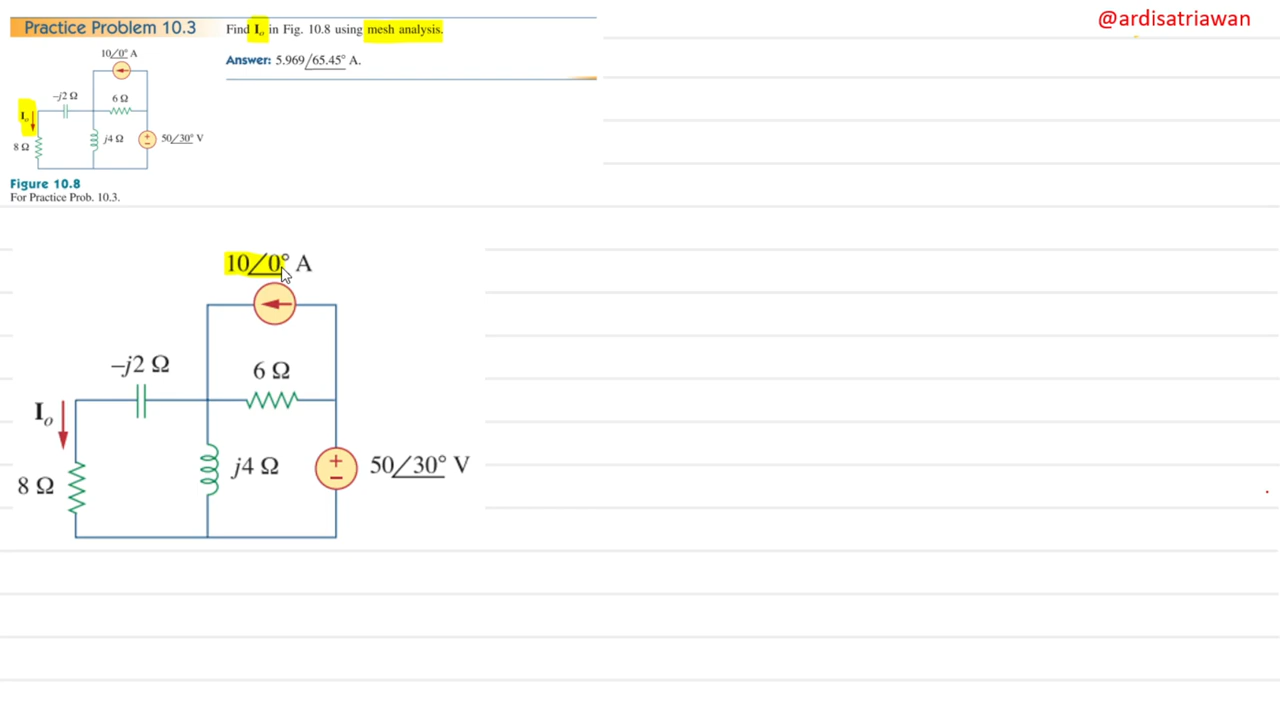 @ardisatriawan
Practice Problem 10.3
Find Iₒ in Fig. 10.8 using mesh analysis.
Answer: 5.969/65.45° A.
10/0° A
–j2 Ω
6 Ω
Iₒ
j4 Ω
+
−
50/30° V
8 Ω
Figure 10.8
For Practice Prob. 10.3.
10/0° A
–j2 Ω
6 Ω
Iₒ
8 Ω
j4 Ω
+
−
50/30° V